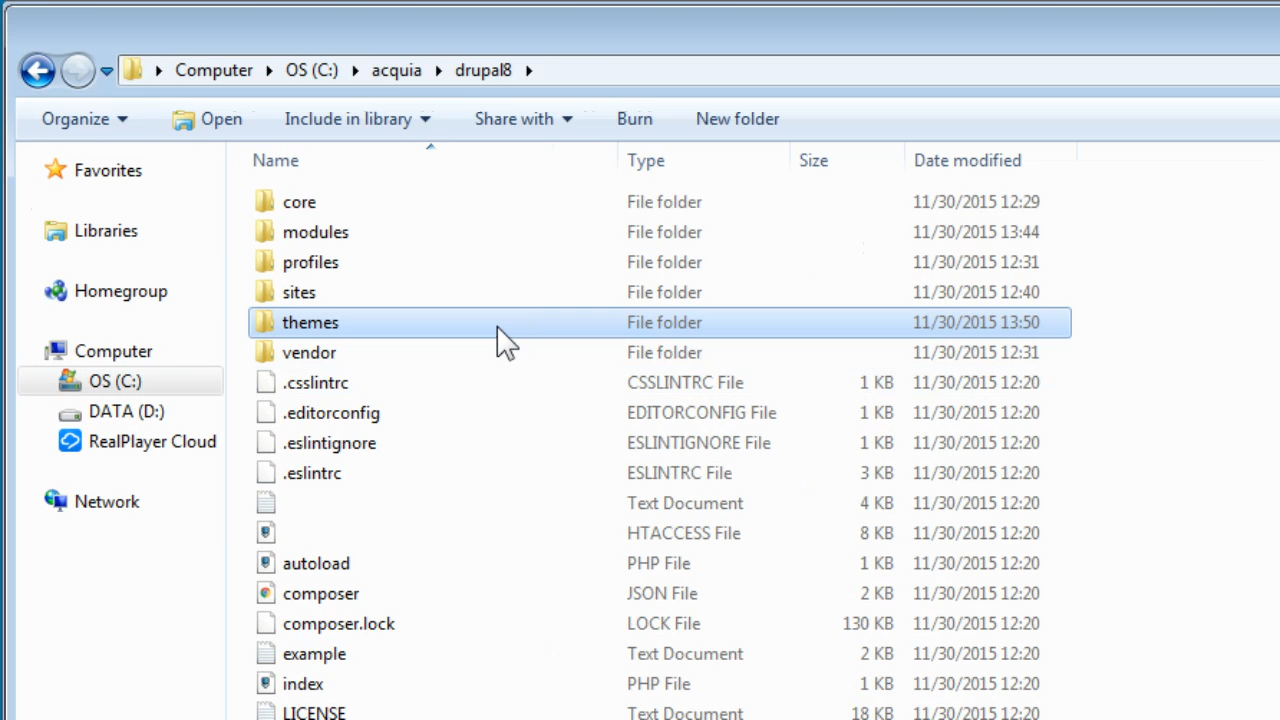 Computer OS (C:) acquia drupal8
Organize Open Include in library Share with Burn New folder
Favorites
Libraries
Homegroup
Computer
OS (C:)
DATA (D:)
RealPlayer Cloud
Network
Name Type Size Date modified
core File folder 11/30/2015 12:29
modules File folder 11/30/2015 13:44
profiles File folder 11/30/2015 12:31
sites File folder 11/30/2015 12:40
themes File folder 11/30/2015 13:50
vendor File folder 11/30/2015 12:31
.csslintrc CSSLINTRC File 1 KB 11/30/2015 12:20
.editorconfig EDITORCONFIG File 1 KB 11/30/2015 12:20
.eslintignore ESLINTIGNORE File 1 KB 11/30/2015 12:20
.eslintrc ESLINTRC File 3 KB 11/30/2015 12:20
Text Document 4 KB 11/30/2015 12:20
HTACCESS File 8 KB 11/30/2015 12:20
autoload PHP File 1 KB 11/30/2015 12:20
composer JSON File 2 KB 11/30/2015 12:20
composer.lock LOCK File 130 KB 11/30/2015 12:20
example Text Document 2 KB 11/30/2015 12:20
index PHP File 1 KB 11/30/2015 12:20
LICENSE Text Document 18 KB 11/30/2015 12:20